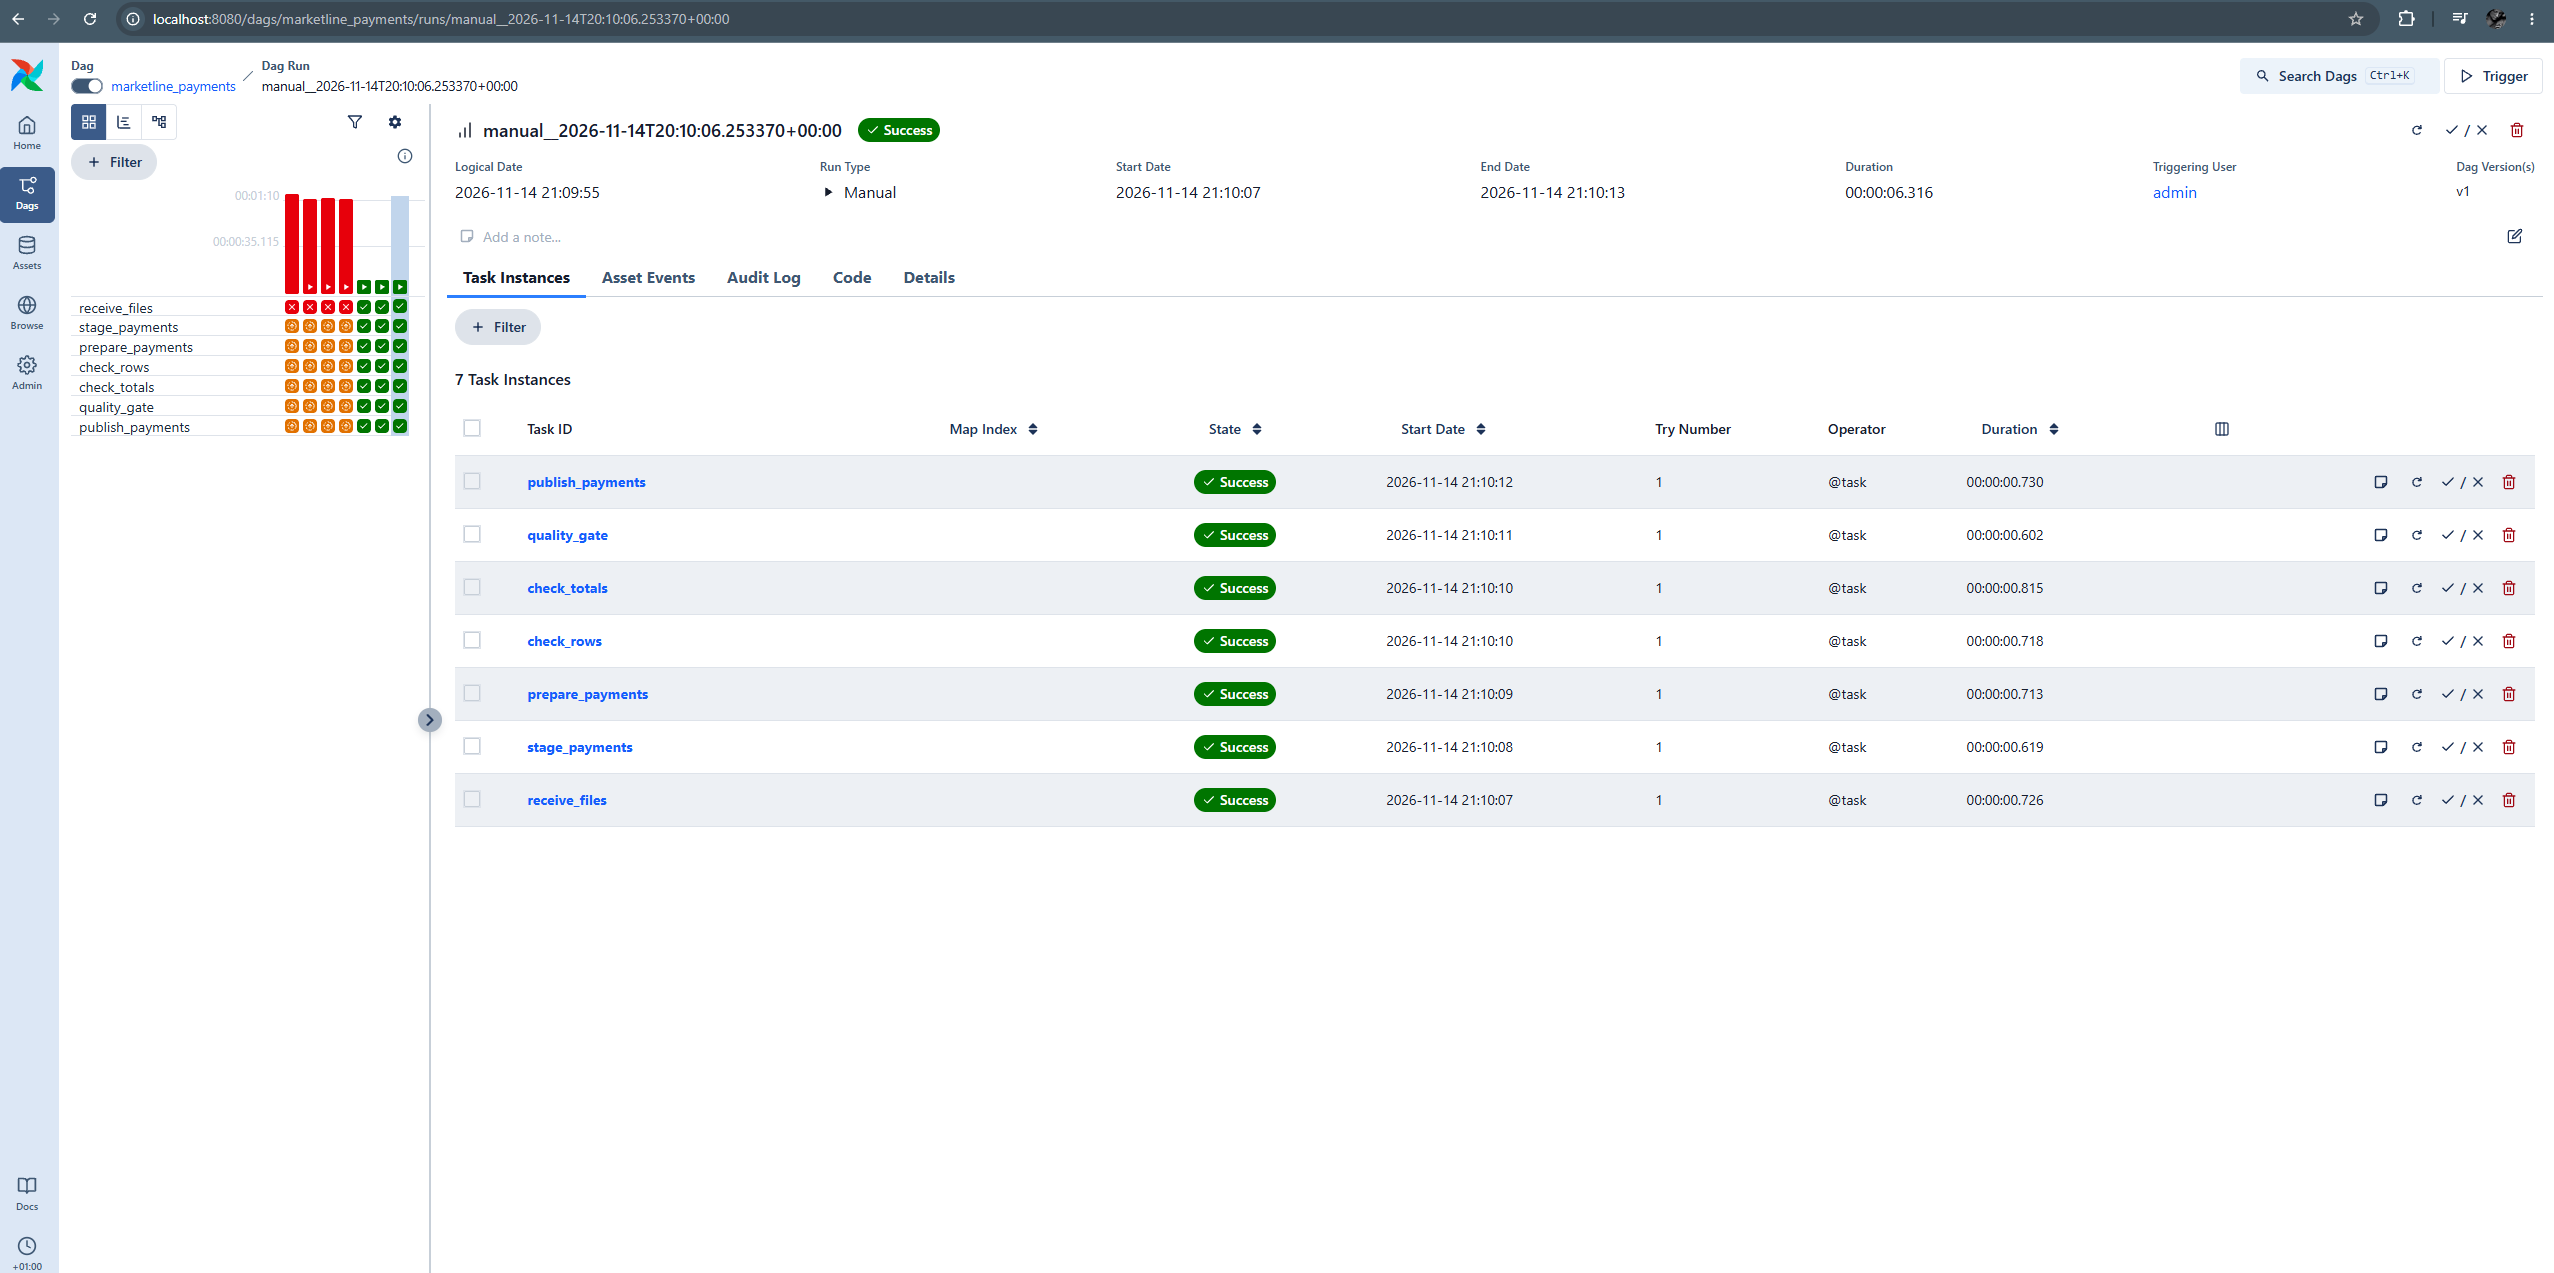 localhost:8080/dags/marketline_payments/runs/manual__2026-11-14T20:10:06.253370+00:00
Dag
marketline_payments
Dag Run
manual__2026-11-14T20:10:06.253370+00:00
Search Dags Ctrl+K
Trigger
Home
Dags
Assets
Browse
Admin
Docs
+01:00
Filter
00:01:10
00:00:35.115
receive_files
stage_payments
prepare_payments
check_rows
check_totals
quality_gate
publish_payments
manual__2026-11-14T20:10:06.253370+00:00 Success
Logical Date Run Type Start Date End Date Duration Triggering User Dag Version(s)
2026-11-14 21:09:55 Manual 2026-11-14 21:10:07 2026-11-14 21:10:13 00:00:06.316 admin v1
Add a note...
Task Instances Asset Events Audit Log Code Details
Filter
7 Task Instances
Task ID Map Index State Start Date Try Number Operator Duration
publish_payments Success 2026-11-14 21:10:12 1 @task 00:00:00.730 /
quality_gate Success 2026-11-14 21:10:11 1 @task 00:00:00.602 /
check_totals Success 2026-11-14 21:10:10 1 @task 00:00:00.815 /
check_rows Success 2026-11-14 21:10:10 1 @task 00:00:00.718 /
prepare_payments Success 2026-11-14 21:10:09 1 @task 00:00:00.713 /
stage_payments Success 2026-11-14 21:10:08 1 @task 00:00:00.619 /
receive_files Success 2026-11-14 21:10:07 1 @task 00:00:00.726 /